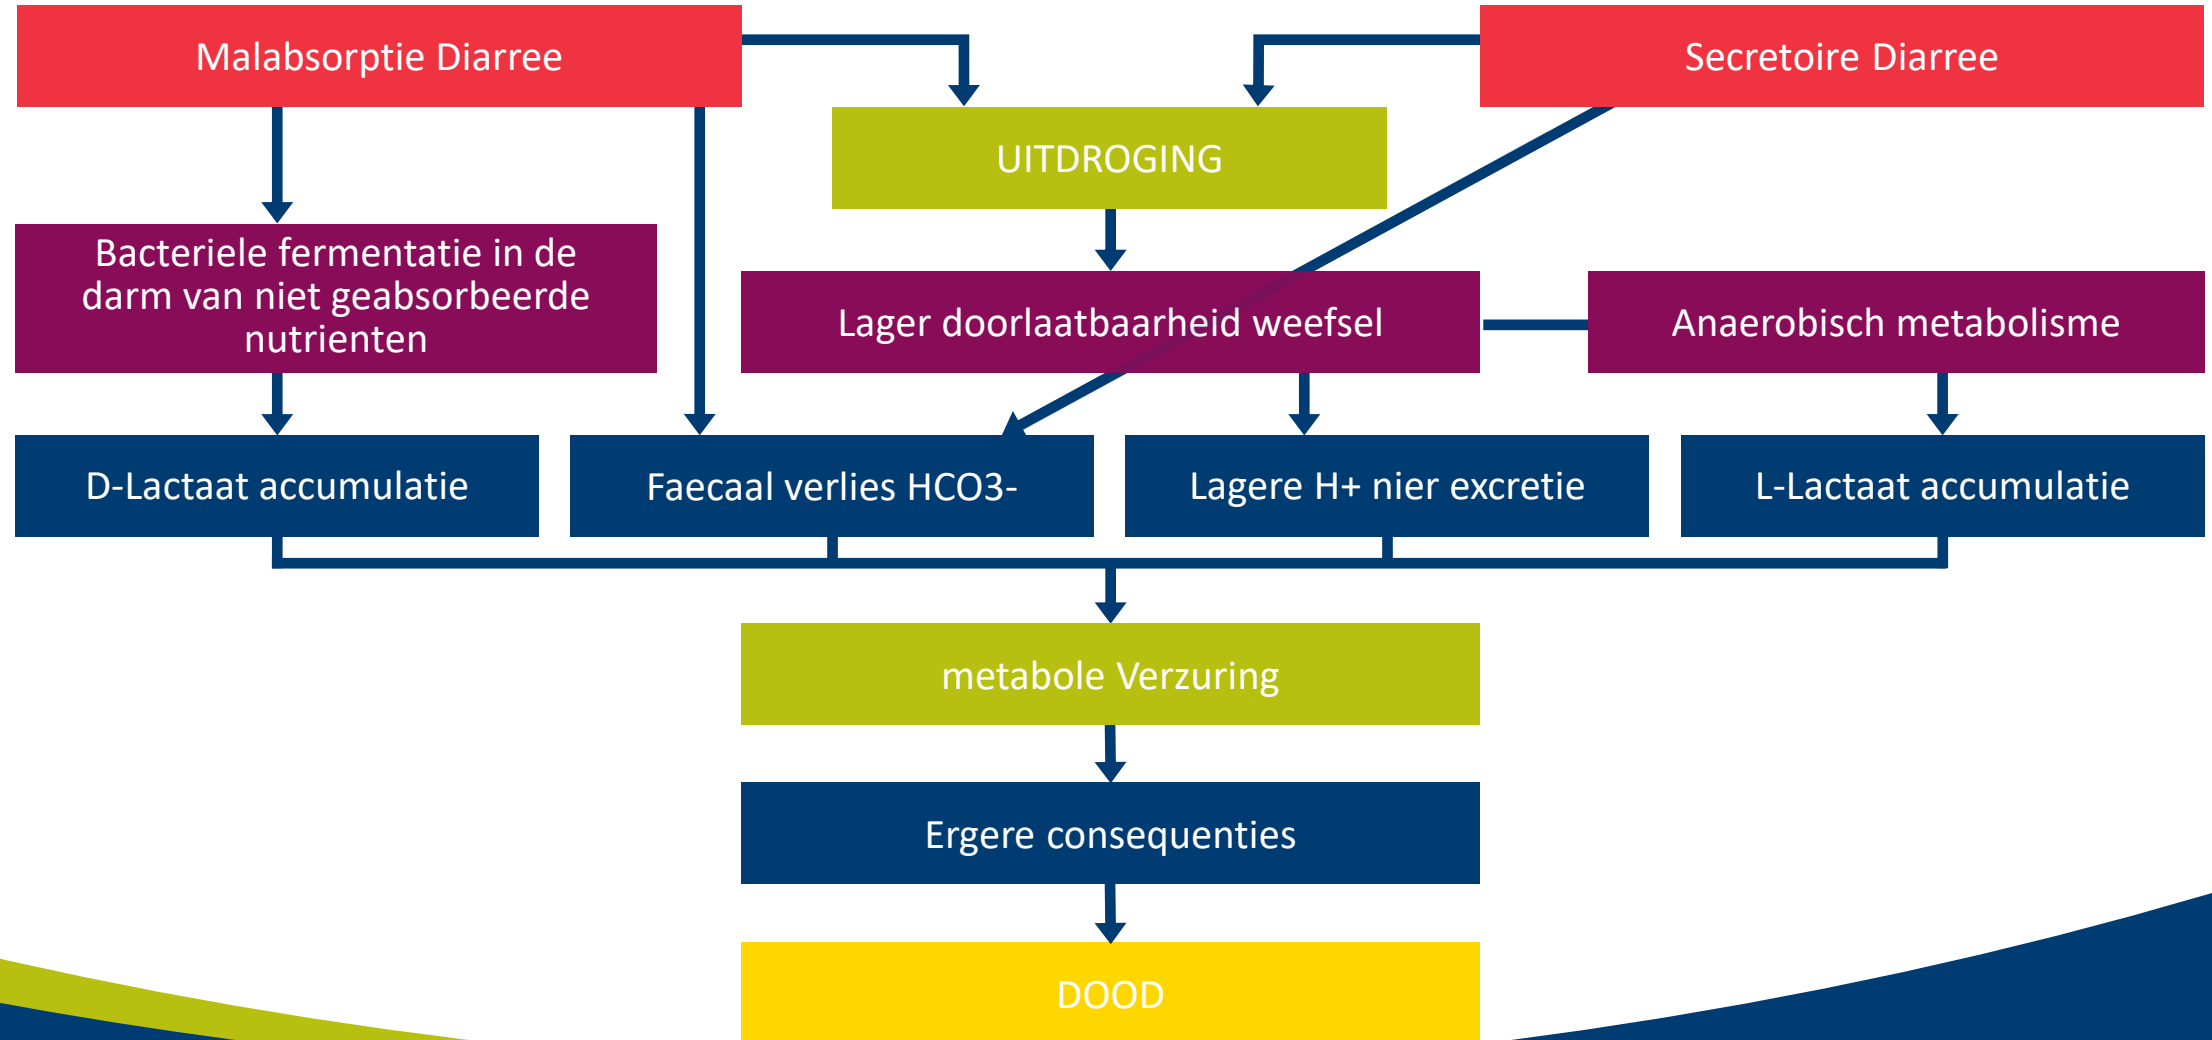 Malabsorptie Diarree
Secretoire Diarree
UITDROGING
Bacteriele fermentatie in de
darm van niet geabsorbeerde
nutrienten
Lager doorlaatbaarheid weefsel
Anaerobisch metabolisme
D-Lactaat accumulatie
Faecaal verlies HCO3-
Lagere H+ nier excretie
L-Lactaat accumulatie
metabole Verzuring
Ergere consequenties
DOOD